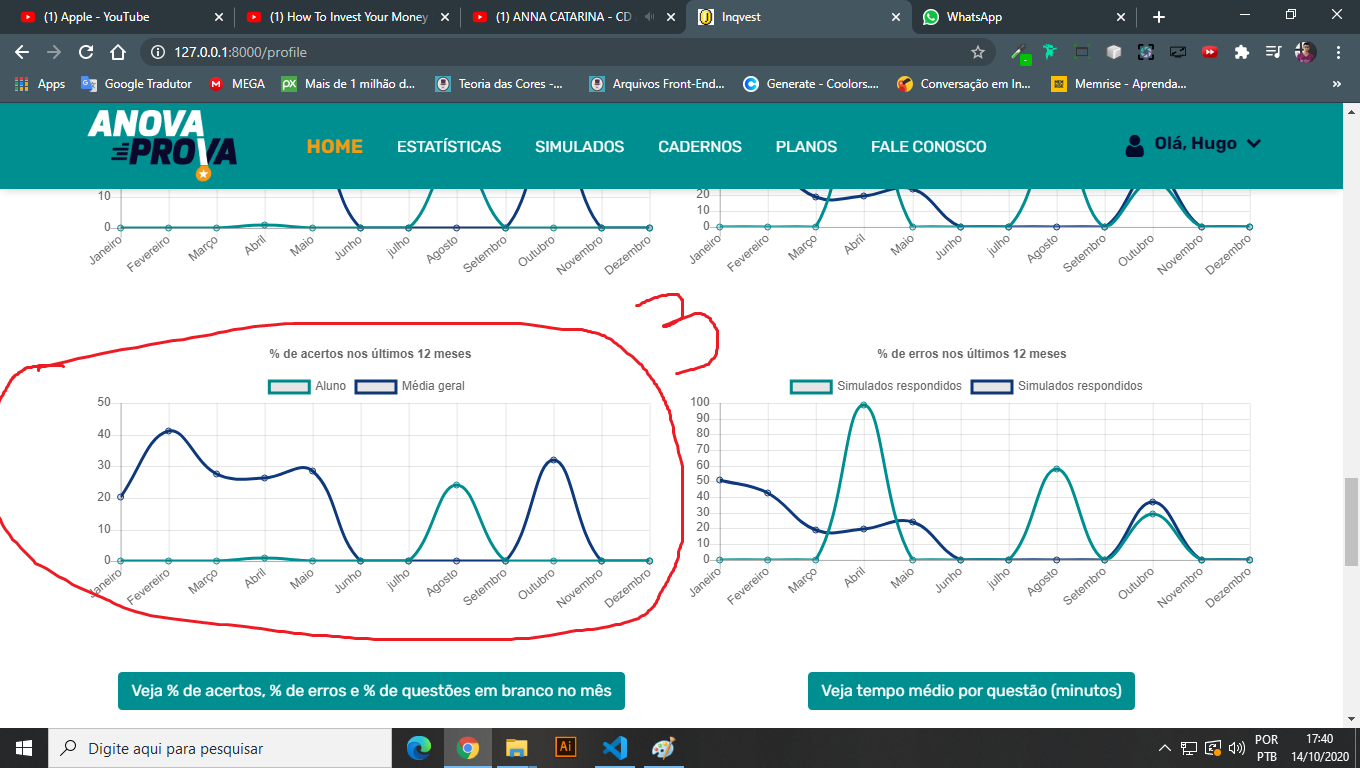 (1) Apple - YouTube
(1) How To Invest Your Money
(1) ANNA CATARINA - CD
Inqvest
WhatsApp
127.0.0.1:8000/profile
Apps
Google Tradutor
MEGA
Mais de 1 milhão d...
Teoria das Cores -...
Arquivos Front-End...
Generate - Coolors....
Conversação em In...
Memrise - Aprenda...
»
ANOVA PROVA
HOME
ESTATÍSTICAS
SIMULADOS
CADERNOS
PLANOS
FALE CONOSCO
Olá, Hugo
10
0
Janeiro Fevereiro Março Abril Maio Junho julho Agosto Setembro Outubro Novembro Dezembro
20
10
0
Janeiro Fevereiro Março Abril Maio Junho julho Agosto Setembro Outubro Novembro Dezembro
3
% de acertos nos últimos 12 meses
Aluno Média geral
50
40
30
20
10
0
Janeiro Fevereiro Março Abril Maio Junho julho Agosto Setembro Outubro Novembro Dezembro
% de erros nos últimos 12 meses
Simulados respondidos Simulados respondidos
100
90
80
70
60
50
40
30
20
10
0
Janeiro Fevereiro Março Abril Maio Junho julho Agosto Setembro Outubro Novembro Dezembro
Veja % de acertos, % de erros e % de questões em branco no mês
Veja tempo médio por questão (minutos)
Digite aqui para pesquisar
Ai
POR
PTB
17:40
14/10/2020